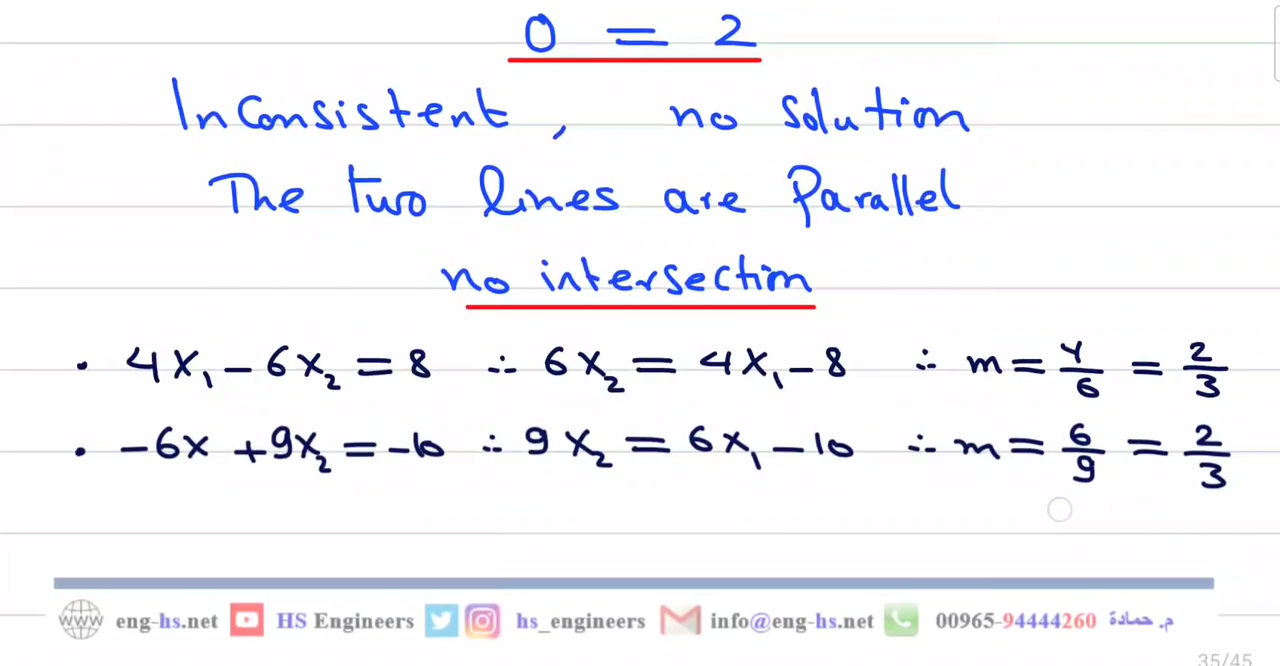 0 = 2
Inconsistent, no solution
The two lines are Parallel
no intersection
• 4x₁ - 6x₂ = 8 ∴ 6x₂ = 4x₁ - 8 ∴ m = 4/6 = 2/3
• -6x + 9x₂ = -10 ∴ 9x₂ = 6x₁ - 10 ∴ m = 6/9 = 2/3
www eng-hs.net HS Engineers hs_engineers info@eng-hs.net 00965-94444260 م. حمادة
35/45